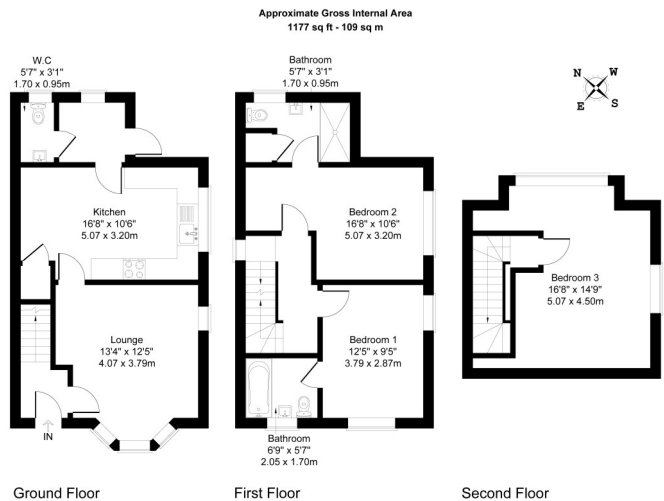 Approximate Gross Internal Area
1177 sq ft - 109 sq m
W.C
5'7" x 3'1"
1.70 x 0.95m
Kitchen
16'8" x 10'6"
5.07 x 3.20m
Lounge
13'4" x 12'5"
4.07 x 3.79m
IN
Ground Floor
Bathroom
5'7" x 3'1"
1.70 x 0.95m
Bedroom 2
16'8" x 10'6"
5.07 x 3.20m
Bedroom 1
12'5" x 9'5"
3.79 x 2.87m
Bathroom
6'9" x 5'7"
2.05 x 1.70m
First Floor
N W
E S
Bedroom 3
16'8" x 14'9"
5.07 x 4.50m
Second Floor